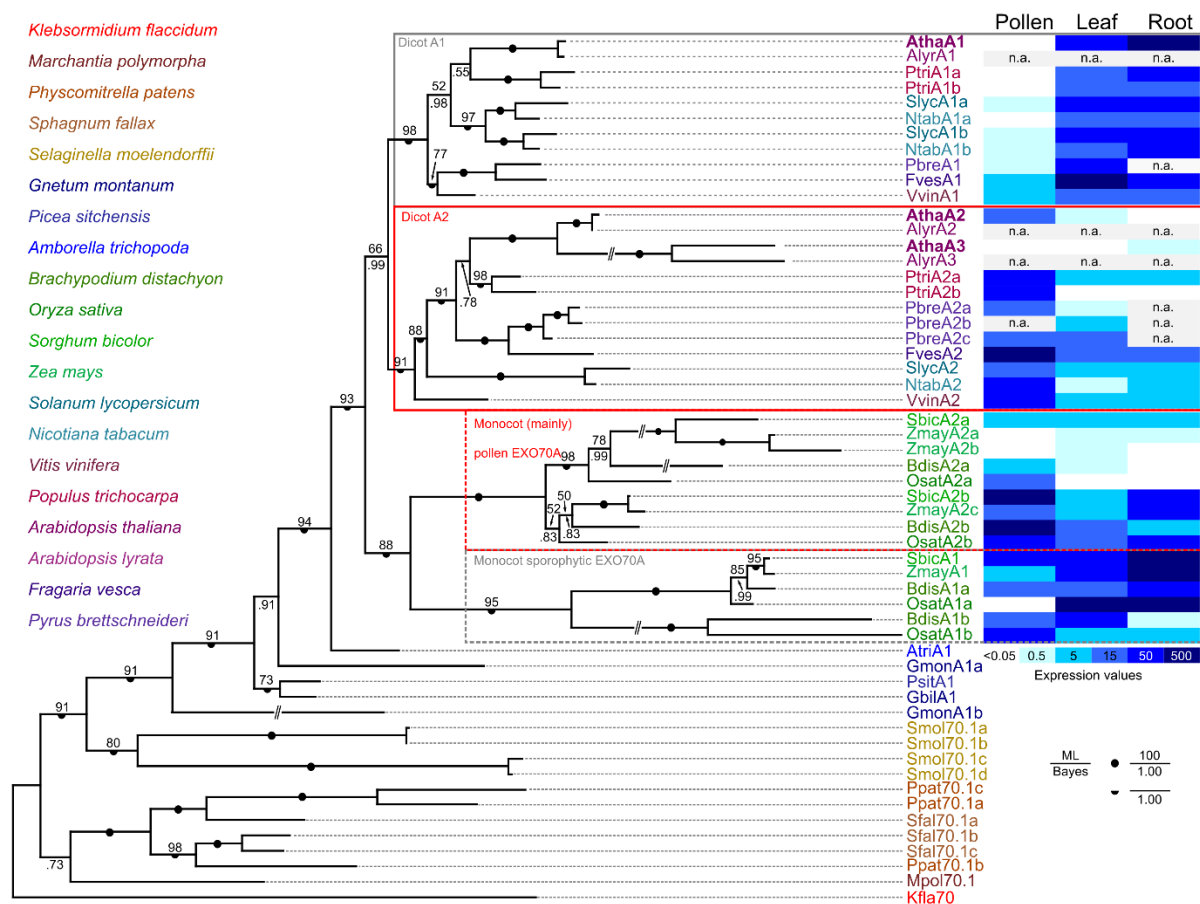 Klebsormidium flaccidum
Marchantia polymorpha
Physcomitrella patens
Sphagnum fallax
Selaginella moelendorffii
Gnetum montanum
Picea sitchensis
Amborella trichopoda
Brachypodium distachyon
Oryza sativa
Sorghum bicolor
Zea mays
Solanum lycopersicum
Nicotiana tabacum
Vitis vinifera
Populus trichocarpa
Arabidopsis thaliana
Arabidopsis lyrata
Fragaria vesca
Pyrus brettschneideri
Pollen Leaf Root
Dicot A1
AthaA1
AlyrA1 n.a. n.a. n.a.
.55
PtriA1a
PtriA1b
52
.98
SlycA1a
97
NtabA1a
98
SlycA1b
NtabA1b
77
PbreA1 n.a.
FvesA1
VvinA1
Dicot A2
AthaA2
AlyrA2 n.a. n.a. n.a.
AthaA3
66
.99
//
AlyrA3 n.a. n.a. n.a.
98
PtriA2a
.78
PtriA2b
91
PbreA2a n.a.
PbreA2b n.a. n.a.
88
PbreA2c n.a.
FvesA2
91
SlycA2
NtabA2
VvinA2
93
Monocot (mainly)
pollen EXO70A
SbicA2a
//
78
.99
ZmayA2a
ZmayA2b
98
//
BdisA2a
OsatA2a
50
SbicA2b
52
ZmayA2c
.83
.83
BdisA2b
OsatA2b
94
88
Monocot sporophytic EXO70A
95
SbicA1
85
.99
ZmayA1
BdisA1a
95
OsatA1a
//
BdisA1b
OsatA1b
.91
AtriA1
<0.05 0.5 5 15 50 500
Expression values
91
GmonA1a
73
PsitA1
GbilA1
91
//
GmonA1b
91
Smol70.1a
Smol70.1b
80
Smol70.1c
Smol70.1d
ML
Bayes
100
1.00
1.00
Ppat70.1c
Ppat70.1a
Sfal70.1a
Sfal70.1b
98
Sfal70.1c
.73
Ppat70.1b
Mpol70.1
Kfla70